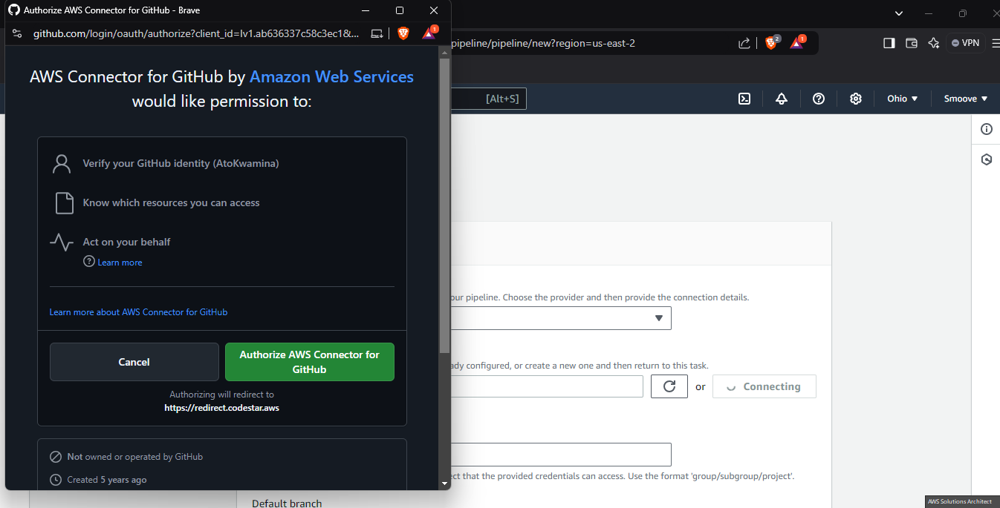 Authorize AWS Connector for GitHub - Brave
github.com/login/oauth/authorize?client_id=Iv1.ab636337c58c3ec1&...
1
pipeline/pipeline/new?region=us-east-2
2
1
VPN
AWS Connector for GitHub by Amazon Web Services
would like permission to:
[Alt+S]
Ohio
Smoove
Verify your GitHub identity (AtoKwamina)
Know which resources you can access
Act on your behalf
Learn more
Learn more about AWS Connector for GitHub
Cancel
Authorize AWS Connector for
GitHub
Authorizing will redirect to
https://redirect.codestar.aws
Not owned or operated by GitHub
Created 5 years ago
our pipeline. Choose the provider and then provide the connection details.
ady configured, or create a new one and then return to this task.
or
Connecting
ect that the provided credentials can access. Use the format 'group/subgroup/project'.
Default branch
AWS Solutions Architect